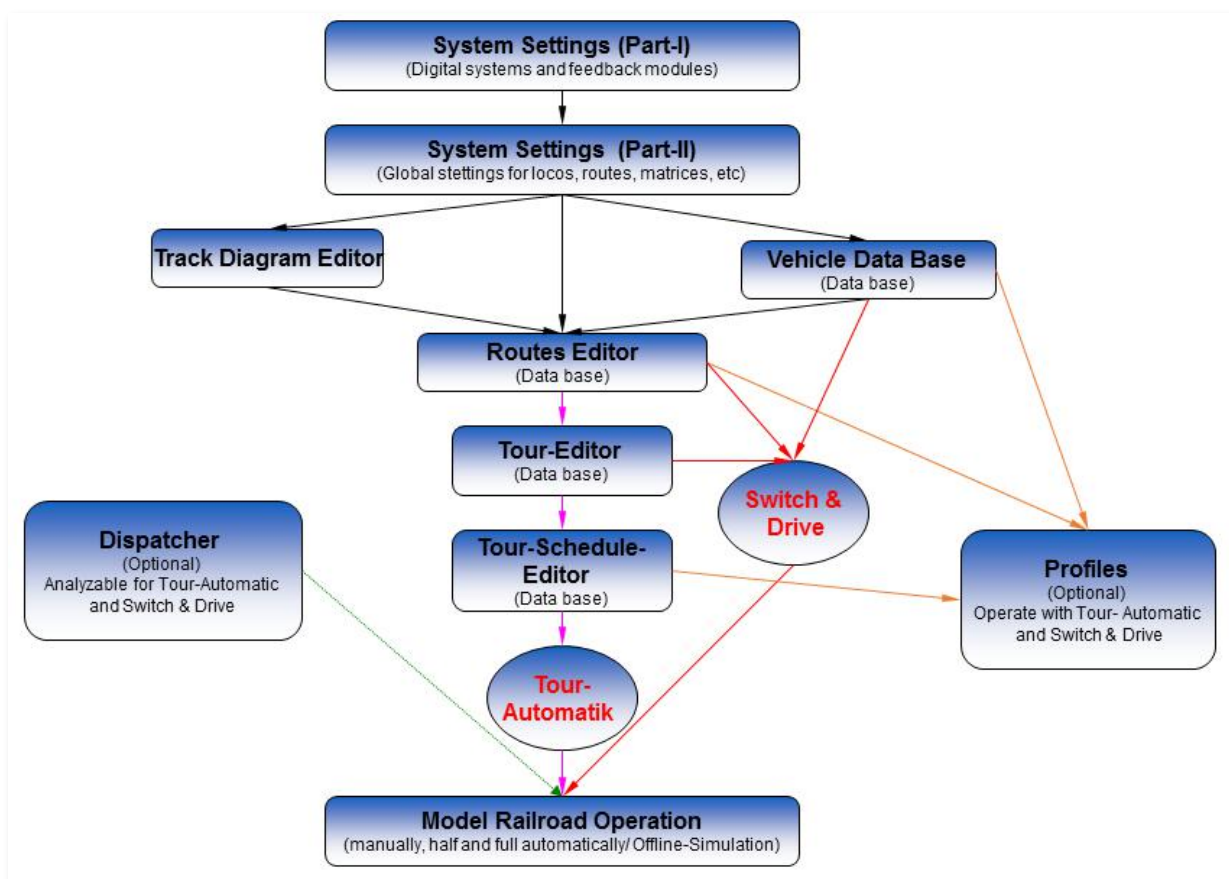 System Settings (Part-I)
(Digital systems and feedback modules)
System Settings (Part-II)
(Global stettings for locos, routes, matrices, etc)
Track Diagram Editor
Vehicle Data Base
(Data base)
Routes Editor
(Data base)
Tour-Editor
(Data base)
Switch &
Drive
Dispatcher
(Optional)
Analyzable for Tour-Automatic
and Switch & Drive
Tour-Schedule-
Editor
(Data base)
Profiles
(Optional)
Operate with Tour- Automatic
and Switch & Drive
Tour-
Automatik
Model Railroad Operation
(manually, half and full automatically/ Offline-Simulation)